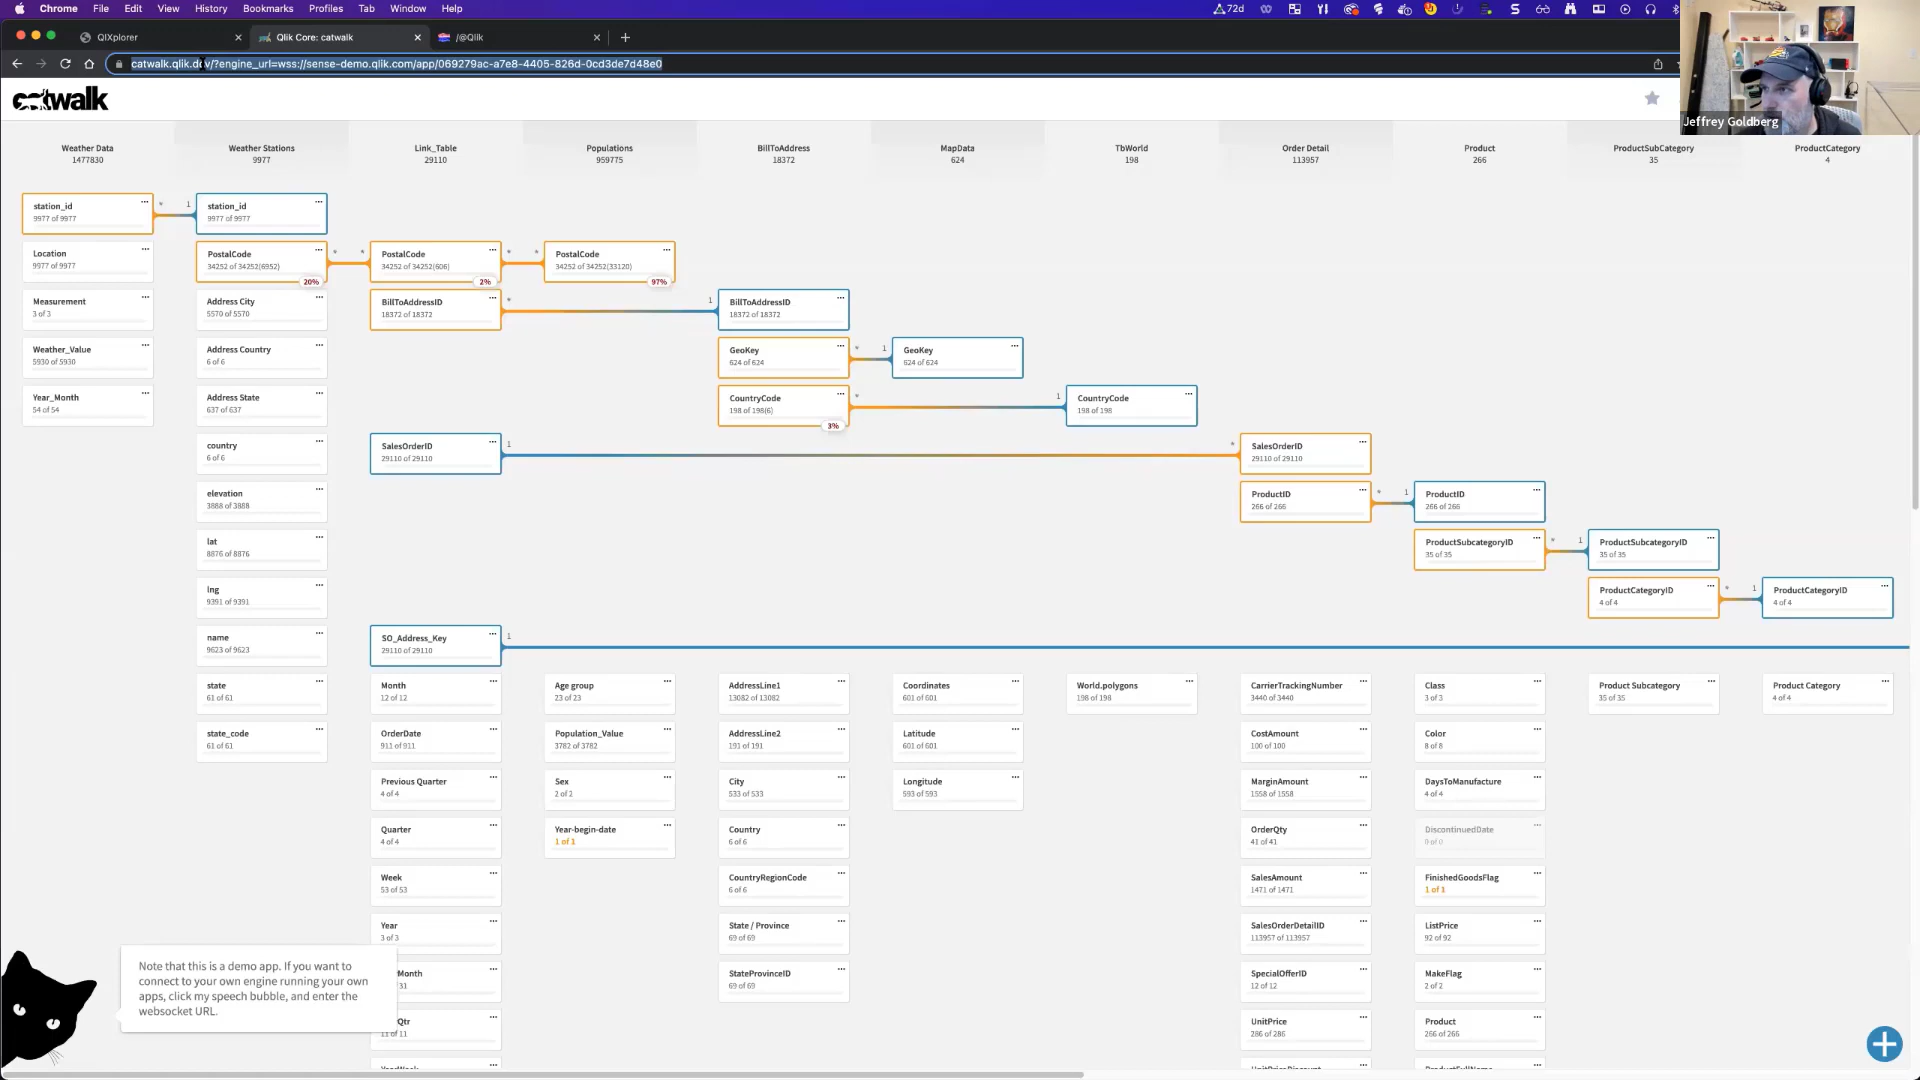 Chrome File Edit View History Bookmarks Profiles Tab Window Help 72d
QIXplorer
Qlik Core: catwalk
/@Qlik
catwalk.qlik.dev/?engine_url=wss://sense-demo.qlik.com/app/069279ac-a7e8-4405-826d-0cd3de7d48e0
catwalk
Jeffrey Goldberg
Weather Data Weather Stations Link_Table Populations BillToAddress MapData TbWorld Order Detail Product ProductSubCategory ProductCategory
1477830 9977 29110 959775 18372 624 198 113957 266 35 4
station_id * 1 station_id
9977 of 9977 9977 of 9977
Location PostalCode * * PostalCode * * PostalCode
9977 of 9977 34252 of 34252(6952) 34252 of 34252(606) 34252 of 34252(33120)
20% 2% 97%
Measurement Address City BillToAddressID * 1 BillToAddressID
3 of 3 5570 of 5570 18372 of 18372 18372 of 18372
Weather_Value Address Country GeoKey * 1 GeoKey
5930 of 5930 6 of 6 624 of 624 624 of 624
Year_Month Address State CountryCode * 1 CountryCode
54 of 54 637 of 637 198 of 198(6) 198 of 198
3%
country SalesOrderID 1 * SalesOrderID
6 of 6 29110 of 29110 29110 of 29110
elevation ProductID * 1 ProductID
3888 of 3888 266 of 266 266 of 266
lat ProductSubcategoryID * 1 ProductSubcategoryID
8876 of 8876 35 of 35 35 of 35
lng ProductCategoryID * 1 ProductCategoryID
9391 of 9391 4 of 4 4 of 4
name SO_Address_Key 1
9623 of 9623 29110 of 29110
state Month Age group AddressLine1 Coordinates World.polygons CarrierTrackingNumber Class Product Subcategory Product Category
61 of 61 12 of 12 23 of 23 13082 of 13082 601 of 601 198 of 198 3440 of 3440 3 of 3 35 of 35 4 of 4
state_code OrderDate Population_Value AddressLine2 Latitude CostAmount Color
61 of 61 911 of 911 3782 of 3782 191 of 191 601 of 601 100 of 100 8 of 8
Previous Quarter Sex City Longitude MarginAmount DaysToManufacture
4 of 4 2 of 2 533 of 533 593 of 593 1558 of 1558 4 of 4
Quarter Year-begin-date Country OrderQty DiscontinuedDate
4 of 4 1 of 1 6 of 6 41 of 41 0 of 0
Week CountryRegionCode SalesAmount FinishedGoodsFlag
53 of 53 6 of 6 1471 of 1471 1 of 1
Year State / Province SalesOrderDetailID ListPrice
3 of 3 69 of 69 113957 of 113957 92 of 92
Month StateProvinceID SpecialOfferID MakeFlag
31 69 of 69 12 of 12 2 of 2
Qtr UnitPrice Product
11 of 11 286 of 286 266 of 266
Note that this is a demo app. If you want to
connect to your own engine running your own
apps, click my speech bubble, and enter the
websocket URL.